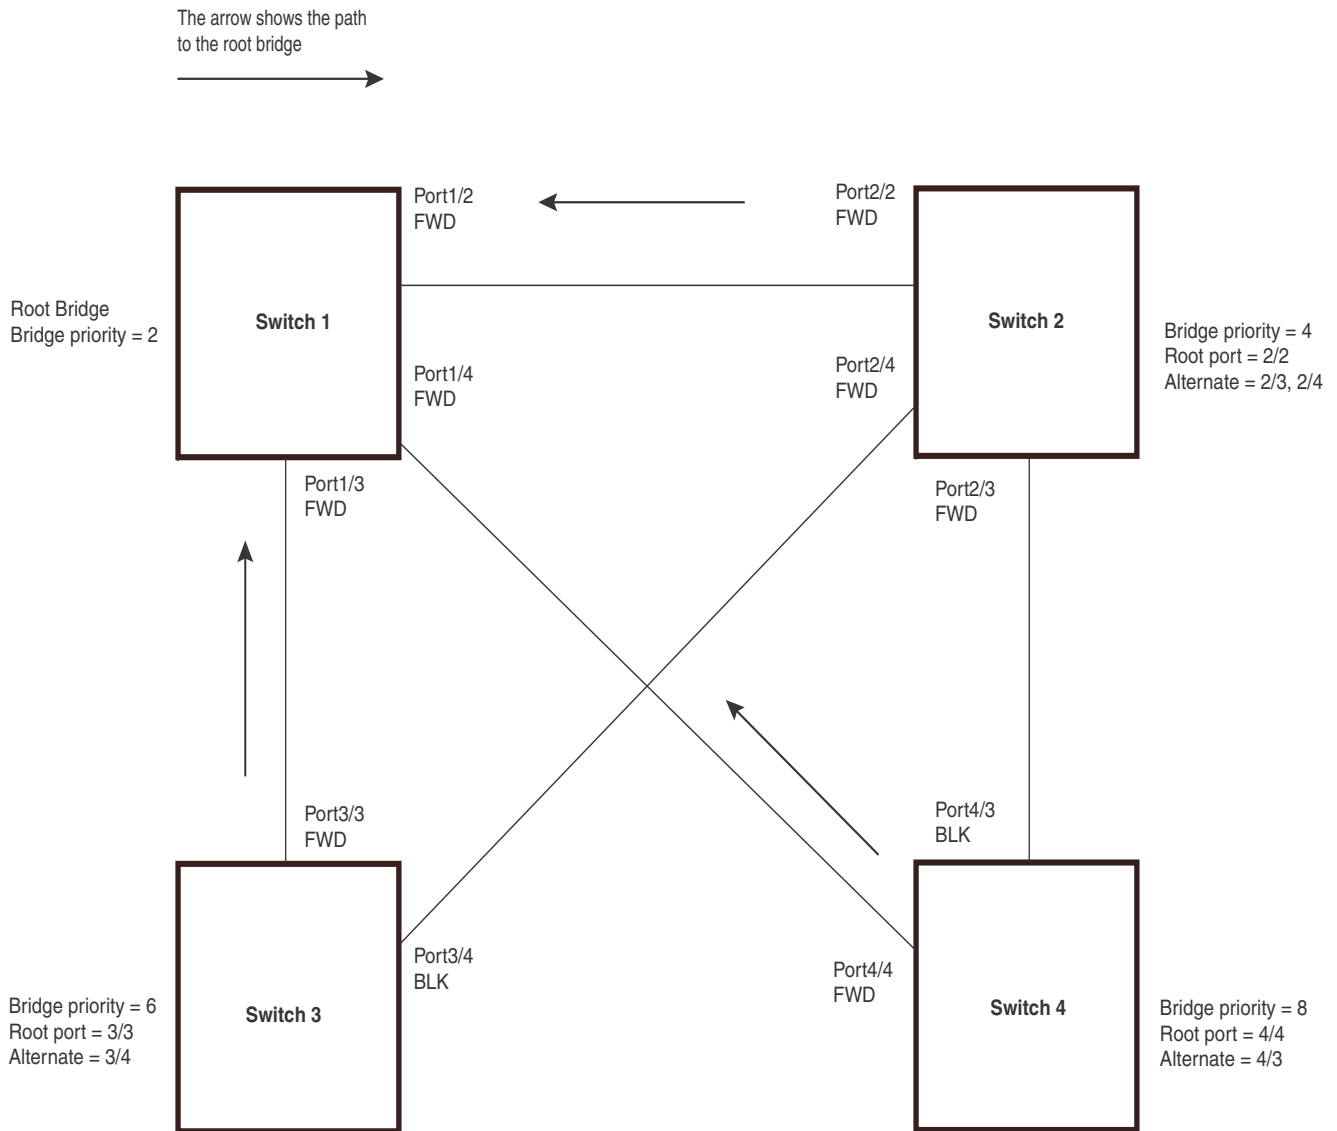 The arrow shows the path
to the root bridge
Port1/2
FWD
Port2/2
FWD
Root Bridge
Bridge priority = 2
Switch 1
Switch 2
Bridge priority = 4
Root port = 2/2
Alternate = 2/3, 2/4
Port1/4
FWD
Port2/4
FWD
Port1/3
FWD
Port2/3
FWD
Port3/3
FWD
Port4/3
BLK
Port3/4
BLK
Port4/4
FWD
Bridge priority = 6
Root port = 3/3
Alternate = 3/4
Switch 3
Switch 4
Bridge priority = 8
Root port = 4/4
Alternate = 4/3